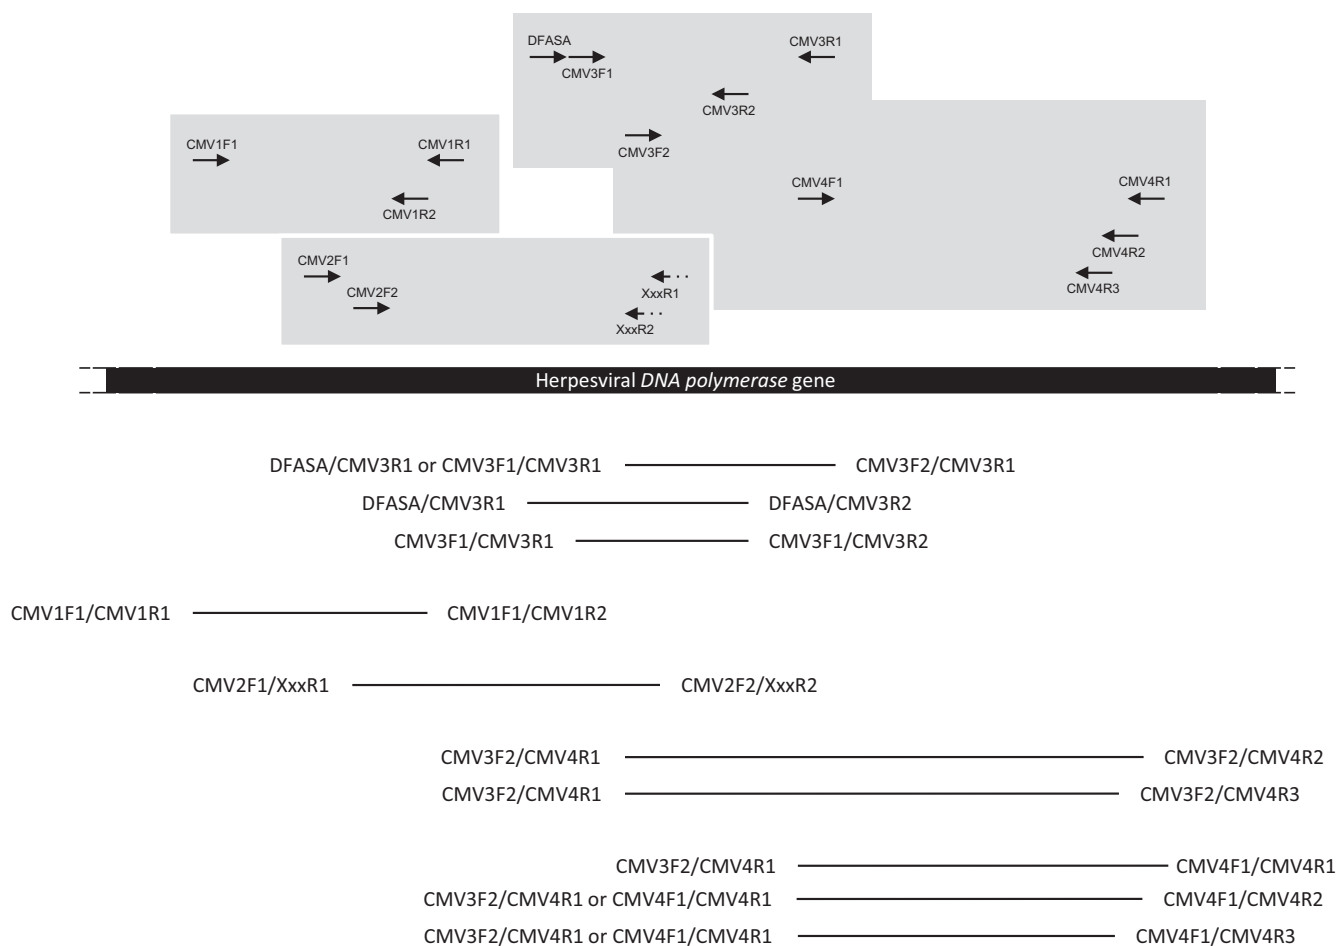 DFASA
CMV3F1
CMV3R1
CMV3R2
CMV3F2
CMV1F1
CMV1R1
CMV1R2
CMV4F1
CMV4R1
CMV4R2
CMV4R3
CMV2F1
CMV2F2
XxxR1
XxxR2
Herpesviral DNA polymerase gene
DFASA/CMV3R1 or CMV3F1/CMV3R1 CMV3F2/CMV3R1
DFASA/CMV3R1 DFASA/CMV3R2
CMV3F1/CMV3R1 CMV3F1/CMV3R2
CMV1F1/CMV1R1 CMV1F1/CMV1R2
CMV2F1/XxxR1 CMV2F2/XxxR2
CMV3F2/CMV4R1 CMV3F2/CMV4R2
CMV3F2/CMV4R1 CMV3F2/CMV4R3
CMV3F2/CMV4R1 CMV4F1/CMV4R1
CMV3F2/CMV4R1 or CMV4F1/CMV4R1 CMV4F1/CMV4R2
CMV3F2/CMV4R1 or CMV4F1/CMV4R1 CMV4F1/CMV4R3